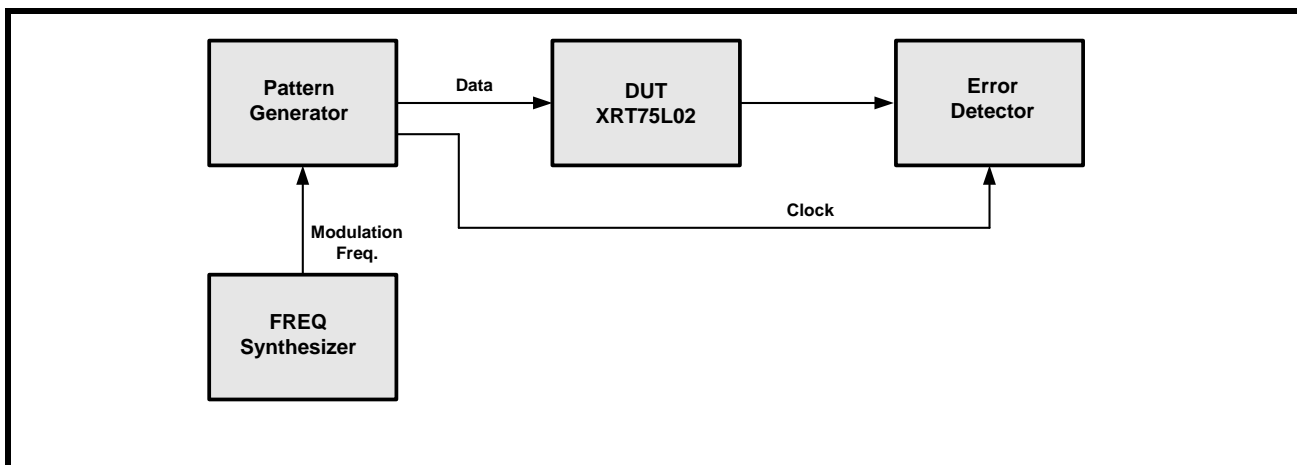 Pattern
Generator
Data
DUT
XRT75L02
Error
Detector
Clock
Modulation
Freq.
FREQ
Synthesizer